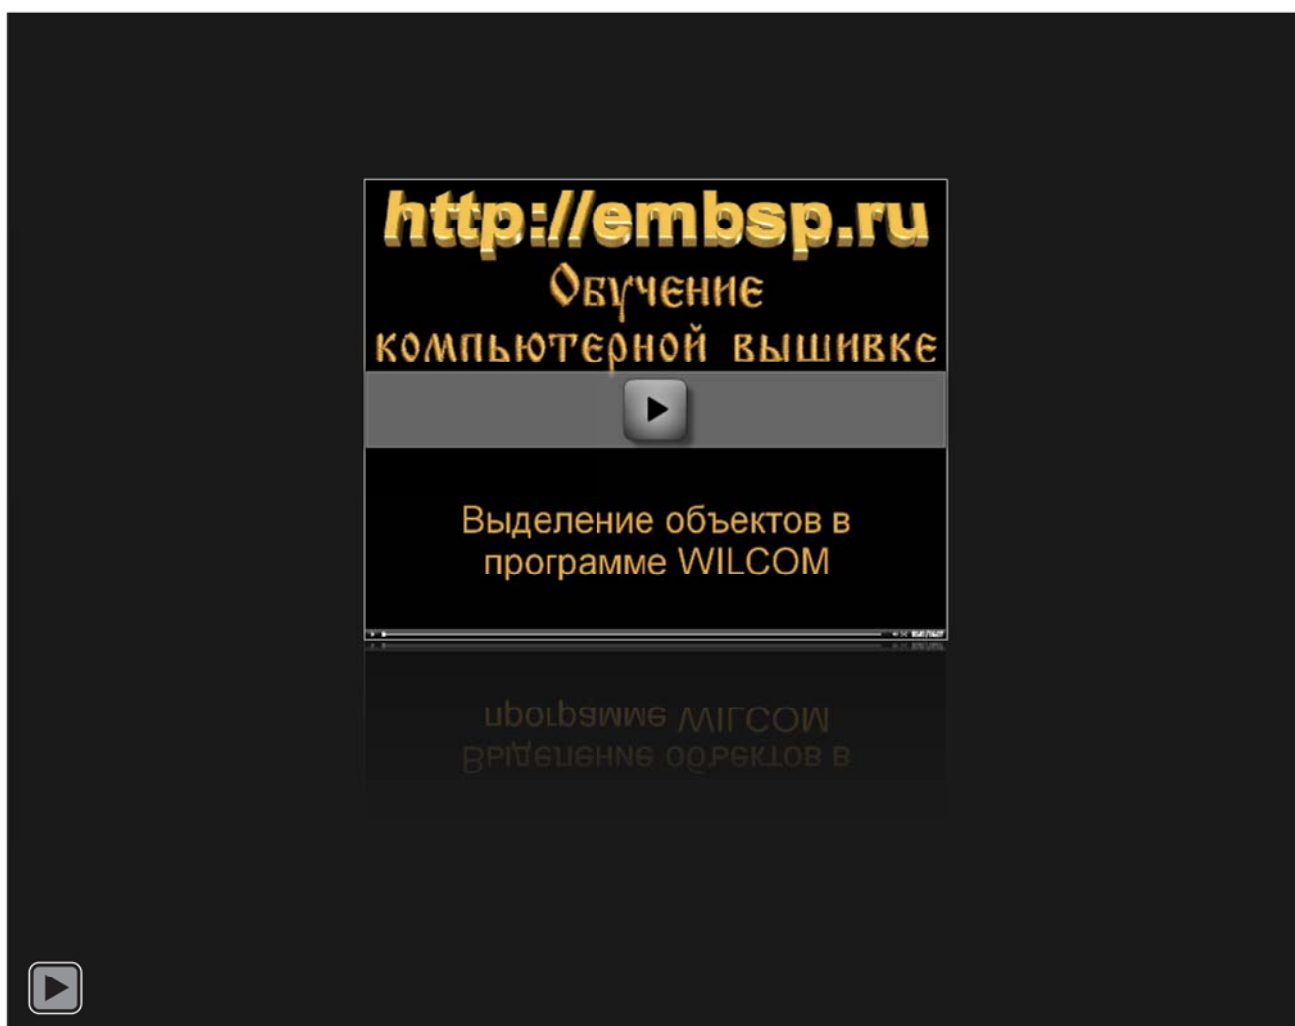 http://embsp.ru
Обучение
компьютерной вышивке
Выделение объектов в
программе WILCOM